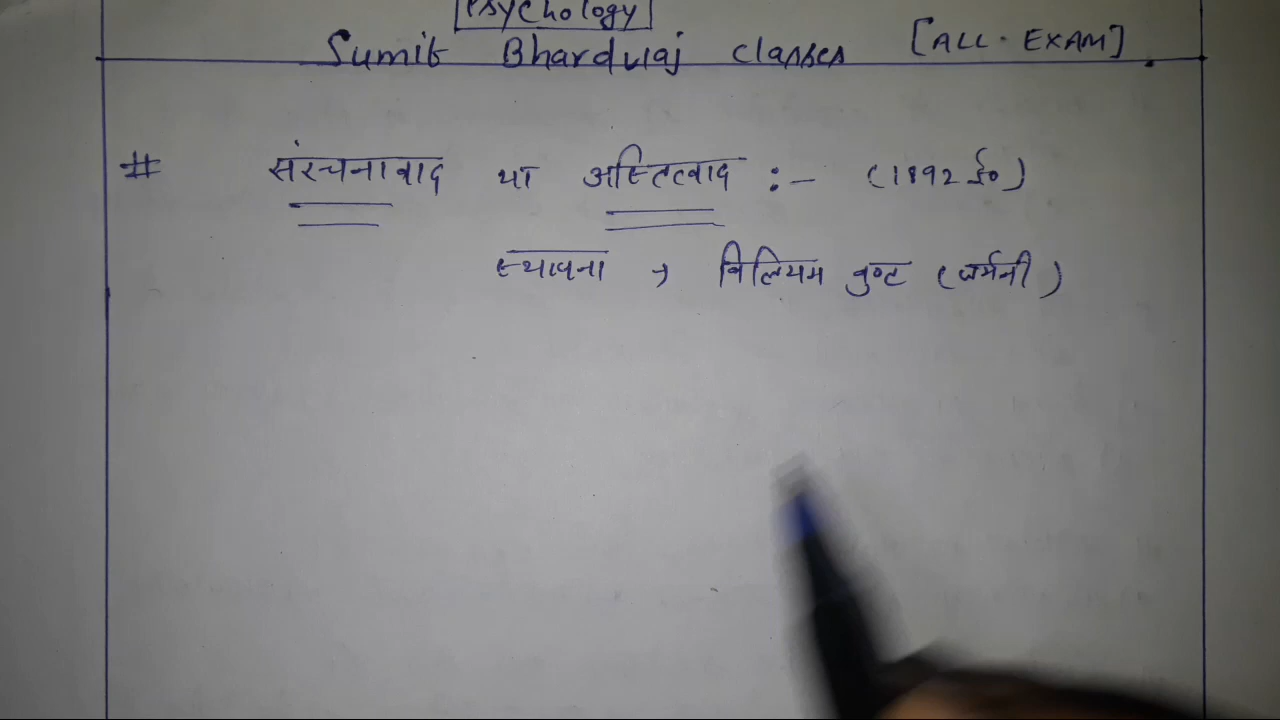 Psychology
Sumit Bhardwaj Classes [ALL. EXAM]
# संरचनावाद या अस्तित्ववाद :- (1892 ई०)
स्थापना → विलियम वुण्ट (जर्मनी)